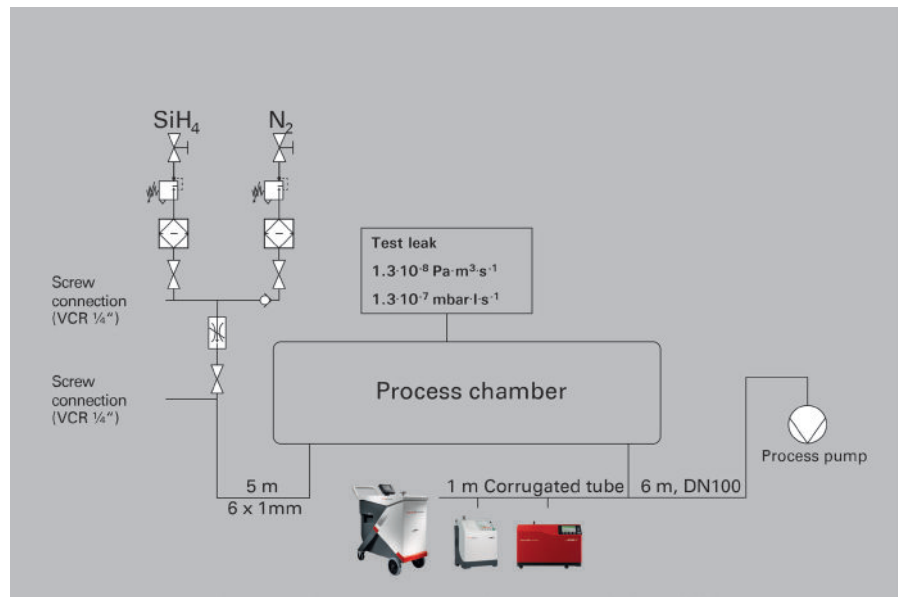 SiH₄
N₂
Test leak
1.3·10⁻⁸ Pa·m³·s⁻¹
1.3·10⁻⁷ mbar·l·s⁻¹
Screw
connection
(VCR ¼“)
Process chamber
Screw
connection
(VCR ¼“)
Process pump
5 m
6 x 1mm
1 m Corrugated tube
6 m, DN100